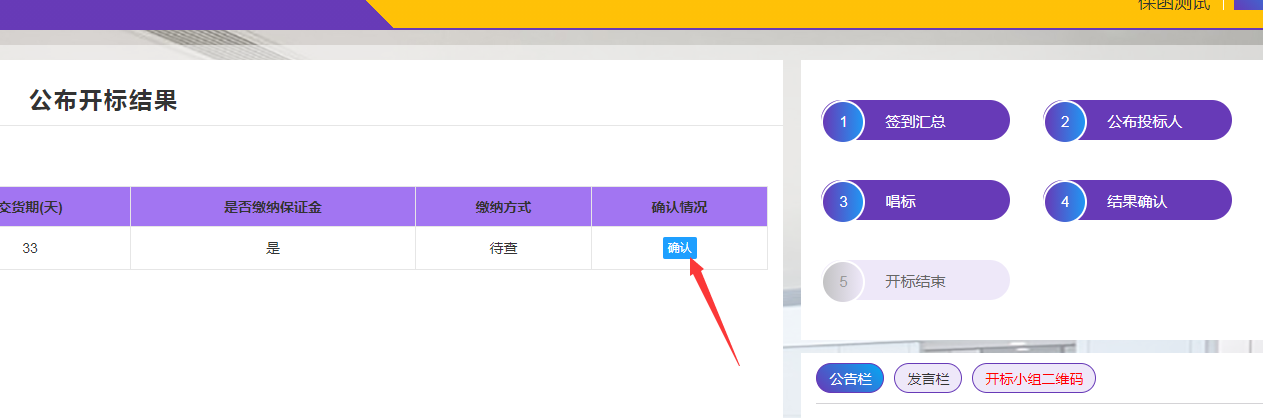 保函测试
公布开标结果
交货期(天) 是否缴纳保证金 缴纳方式 确认情况
33 是 待查 确认
1 签到汇总
2 公布投标人
3 唱标
4 结果确认
5 开标结束
公告栏 发言栏 开标小组二维码